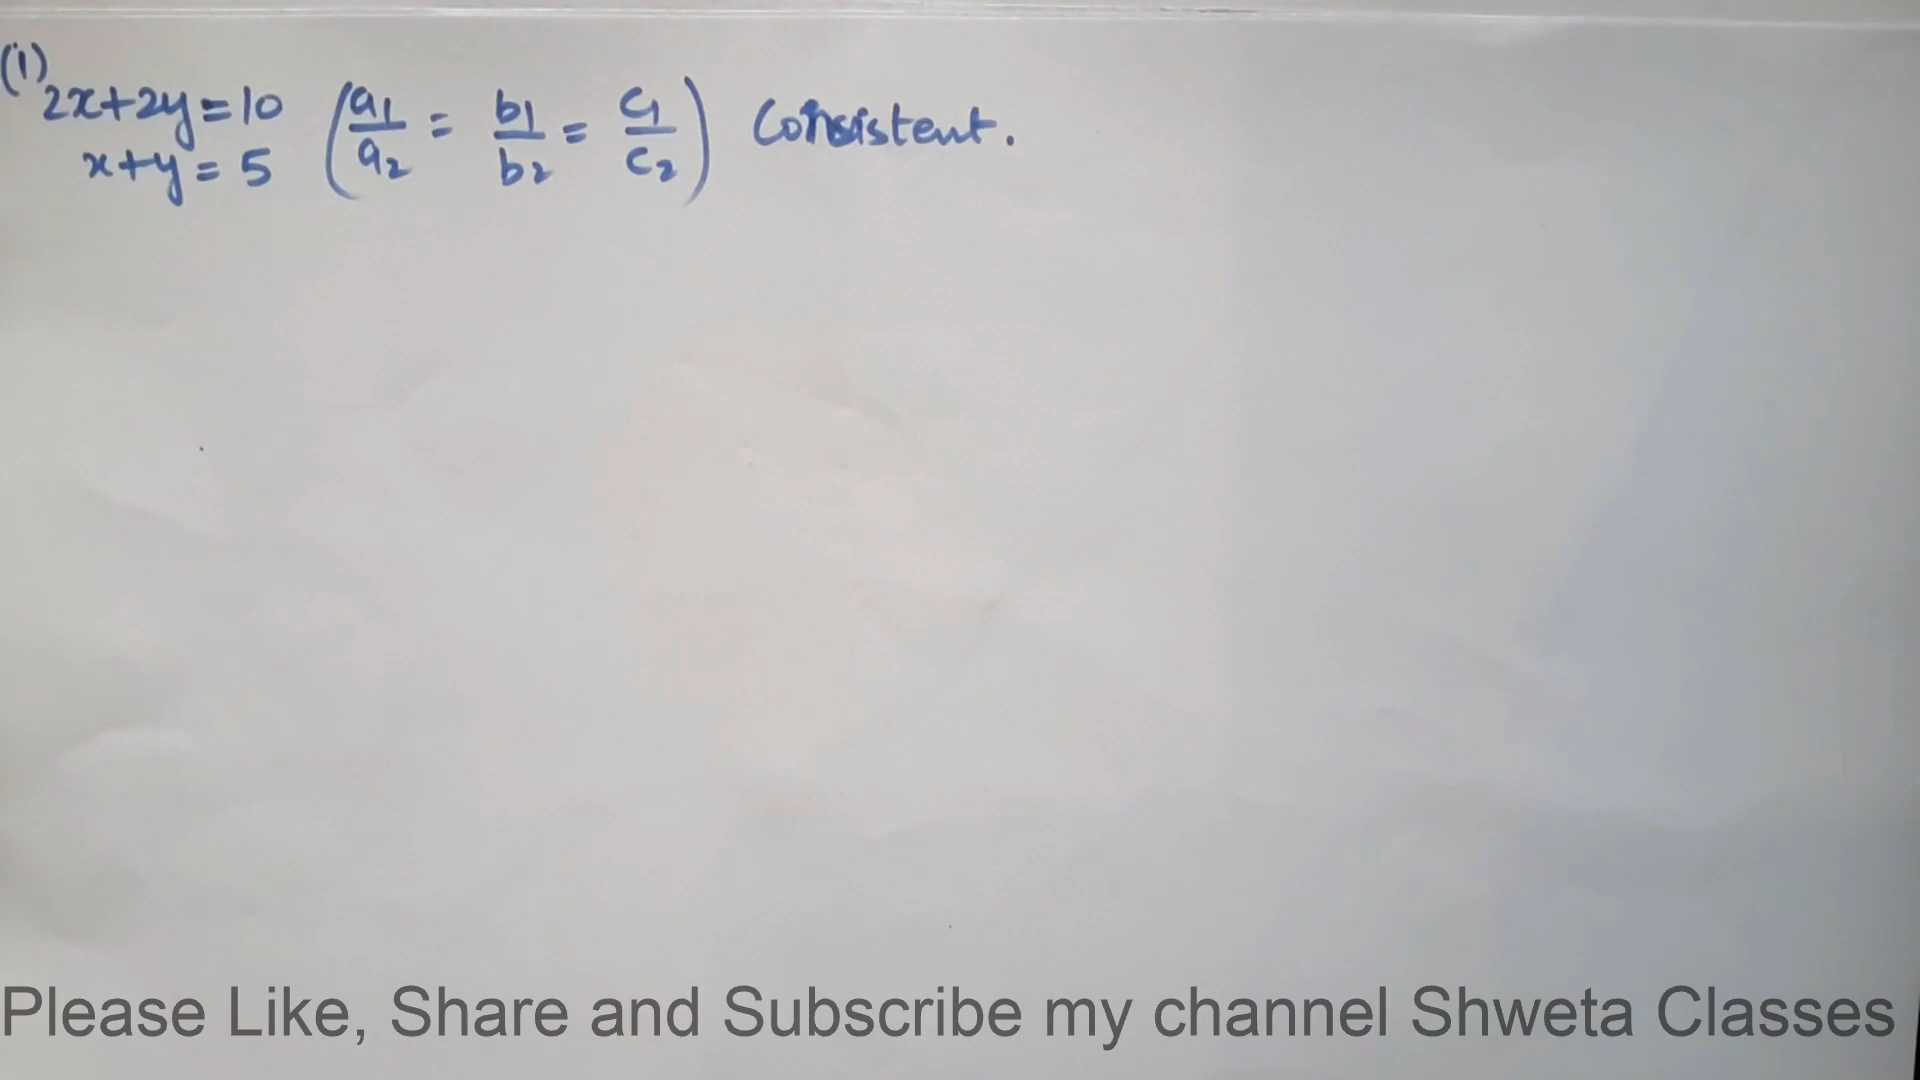 (1)
2x+2y=10 (a1/a2 = b1/b2 = c1/c2) Consistent.
x+y=5
Please Like, Share and Subscribe my channel Shweta Classes